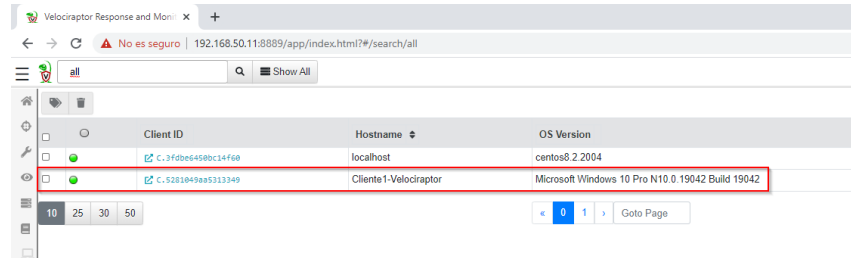 Velociraptor Response and Monit
No es seguro | 192.168.50.11:8889/app/index.html?#/search/all
all Show All
Client ID Hostname OS Version
C.3fdbe6450bc14f60 localhost centos8.2.2004
C.5281049aa5313349 Cliente1-Velociraptor Microsoft Windows 10 Pro N10.0.19042 Build 19042
10 25 30 50 « 0 1 › Goto Page